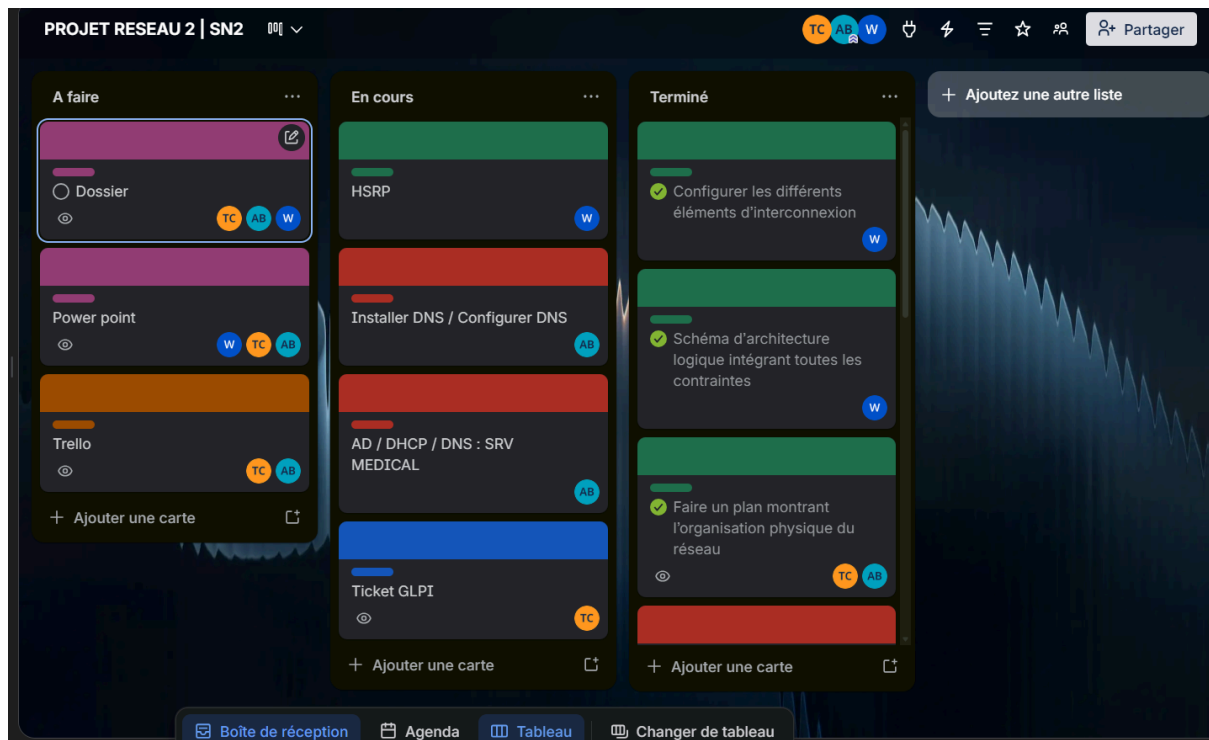 PROJET RESEAU 2 | SN2
TC
AB
W
Partager
A faire
Dossier
TC
AB
W
Power point
W
TC
AB
Trello
TC
AB
Ajouter une carte
En cours
HSRP
W
Installer DNS / Configurer DNS
AB
AD / DHCP / DNS : SRV
MEDICAL
AB
Ticket GLPI
TC
Ajouter une carte
Terminé
Configurer les différents
éléments d'interconnexion
W
Schéma d'architecture
logique intégrant toutes les
contraintes
W
Faire un plan montrant
l'organisation physique du
réseau
TC
AB
Ajouter une carte
Ajoutez une autre liste
Boîte de réception
Agenda
Tableau
Changer de tableau